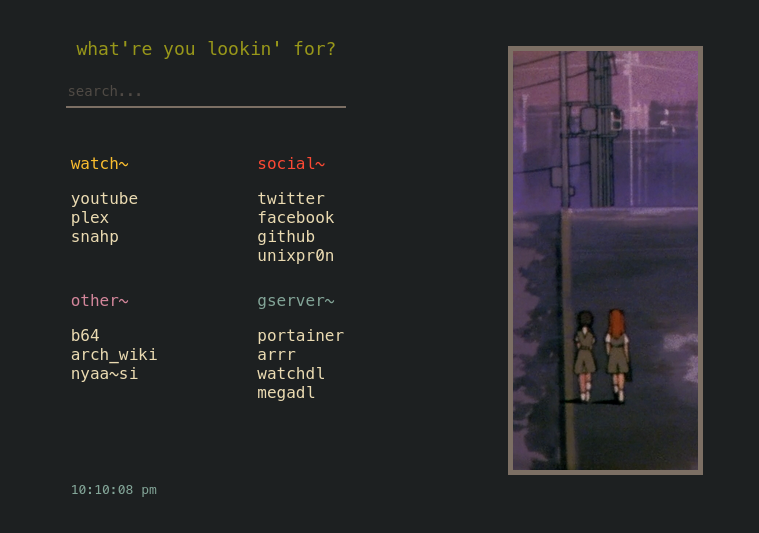 what're you lookin' for?
search...
watch~
youtube
plex
snahp
social~
twitter
facebook
github
unixpr0n
other~
b64
arch_wiki
nyaa~si
gserver~
portainer
arrr
watchdl
megadl
10:10:08 pm